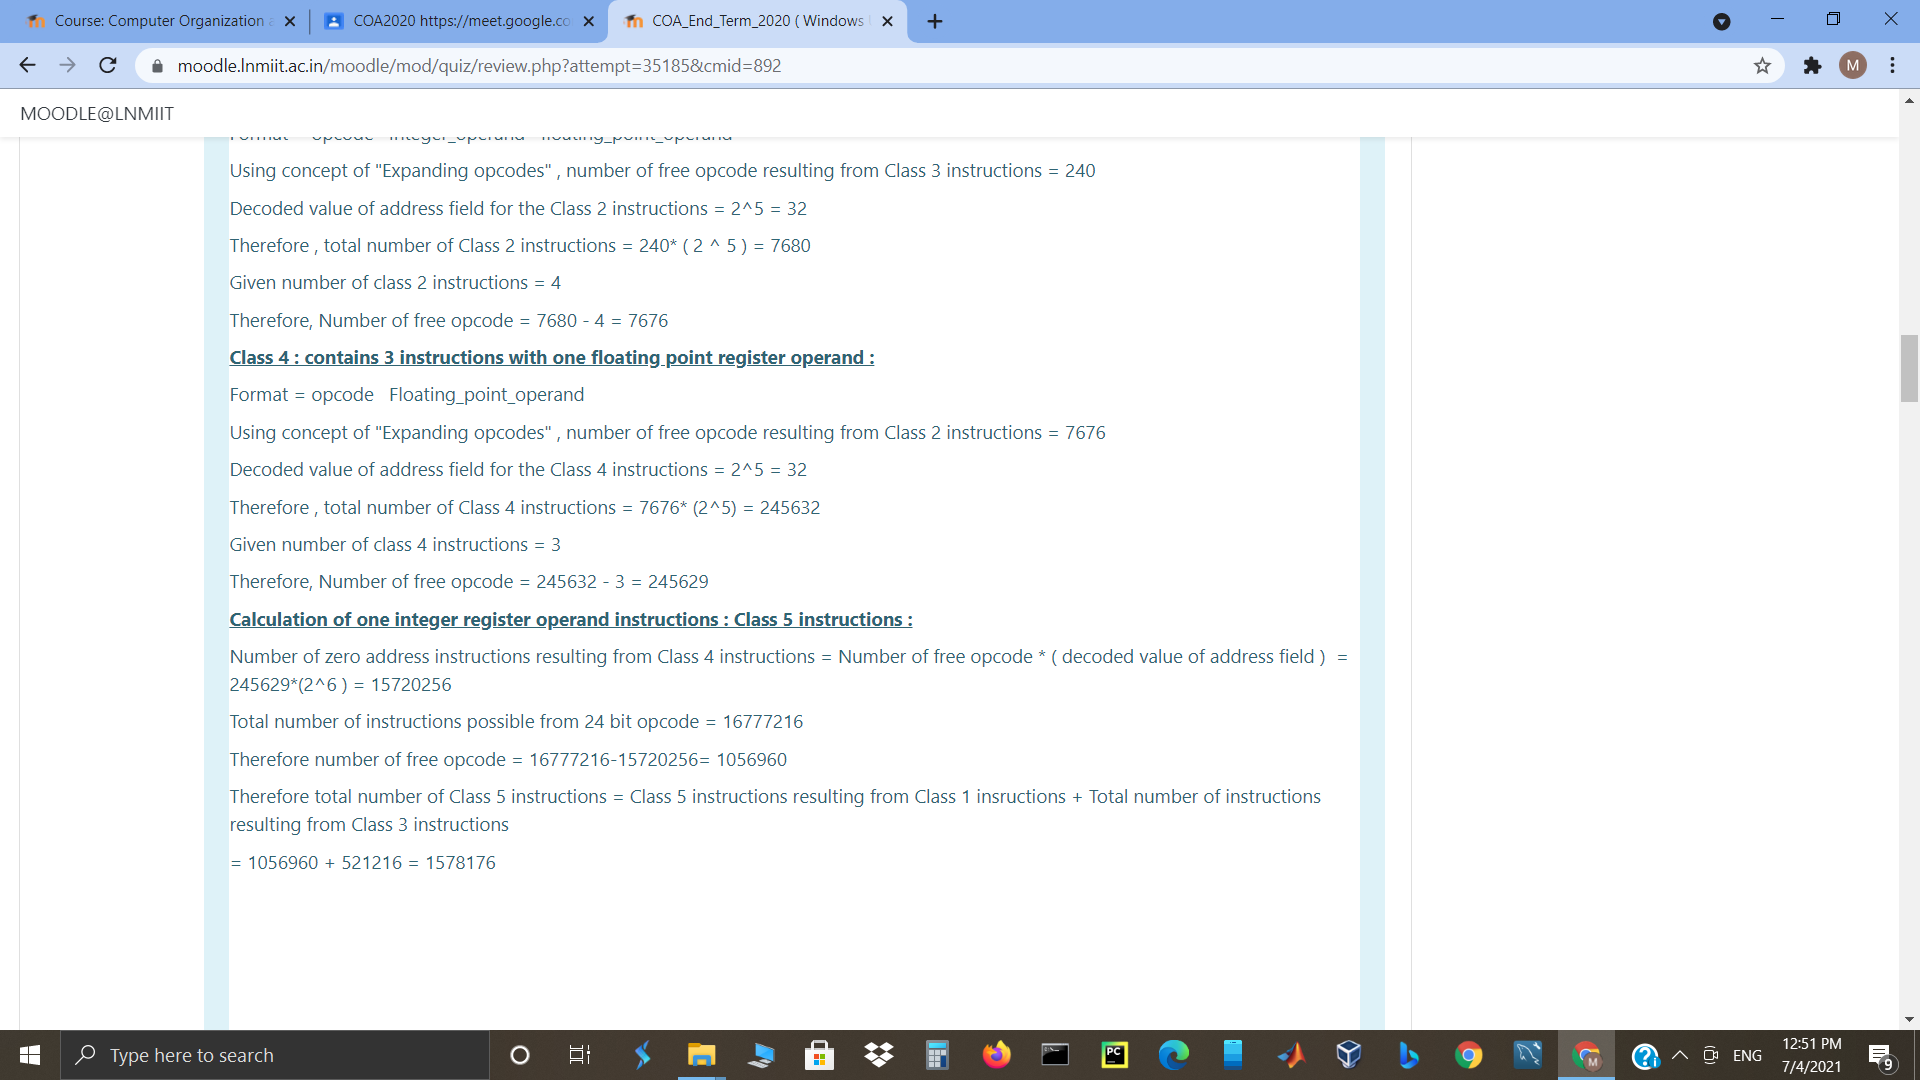 Course: Computer Organization a
COA2020 https://meet.google.co
COA_End_Term_2020 ( Windows
moodle.lnmiit.ac.in/moodle/mod/quiz/review.php?attempt=35185&cmid=892
M
MOODLE@LNMIIT
Format = opcode integer_operand floating_point_operand
Using concept of "Expanding opcodes" , number of free opcode resulting from Class 3 instructions = 240
Decoded value of address field for the Class 2 instructions = 2^5 = 32
Therefore , total number of Class 2 instructions = 240* ( 2 ^ 5 ) = 7680
Given number of class 2 instructions = 4
Therefore, Number of free opcode = 7680 - 4 = 7676
Class 4 : contains 3 instructions with one floating point register operand :
Format = opcode Floating_point_operand
Using concept of "Expanding opcodes" , number of free opcode resulting from Class 2 instructions = 7676
Decoded value of address field for the Class 4 instructions = 2^5 = 32
Therefore , total number of Class 4 instructions = 7676* (2^5) = 245632
Given number of class 4 instructions = 3
Therefore, Number of free opcode = 245632 - 3 = 245629
Calculation of one integer register operand instructions : Class 5 instructions :
Number of zero address instructions resulting from Class 4 instructions = Number of free opcode * ( decoded value of address field ) =
245629*(2^6 ) = 15720256
Total number of instructions possible from 24 bit opcode = 16777216
Therefore number of free opcode = 16777216-15720256= 1056960
Therefore total number of Class 5 instructions = Class 5 instructions resulting from Class 1 insructions + Total number of instructions
resulting from Class 3 instructions
= 1056960 + 521216 = 1578176
Type here to search
PC
M
ENG
12:51 PM
7/4/2021
9